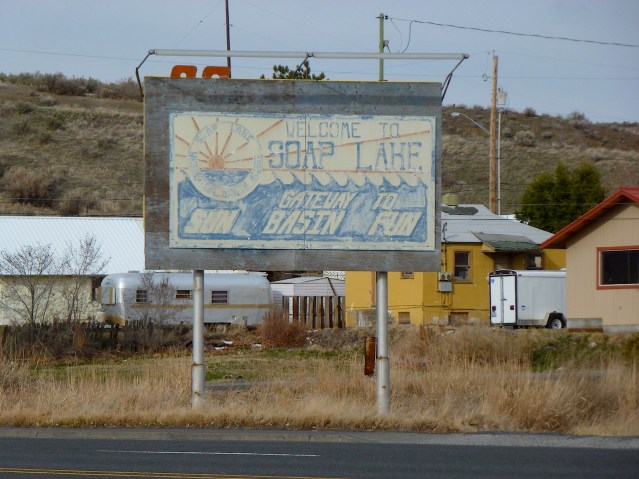 WELCOME TO
SOAP LAKE
GATEWAY TO
SUN BASIN FUN